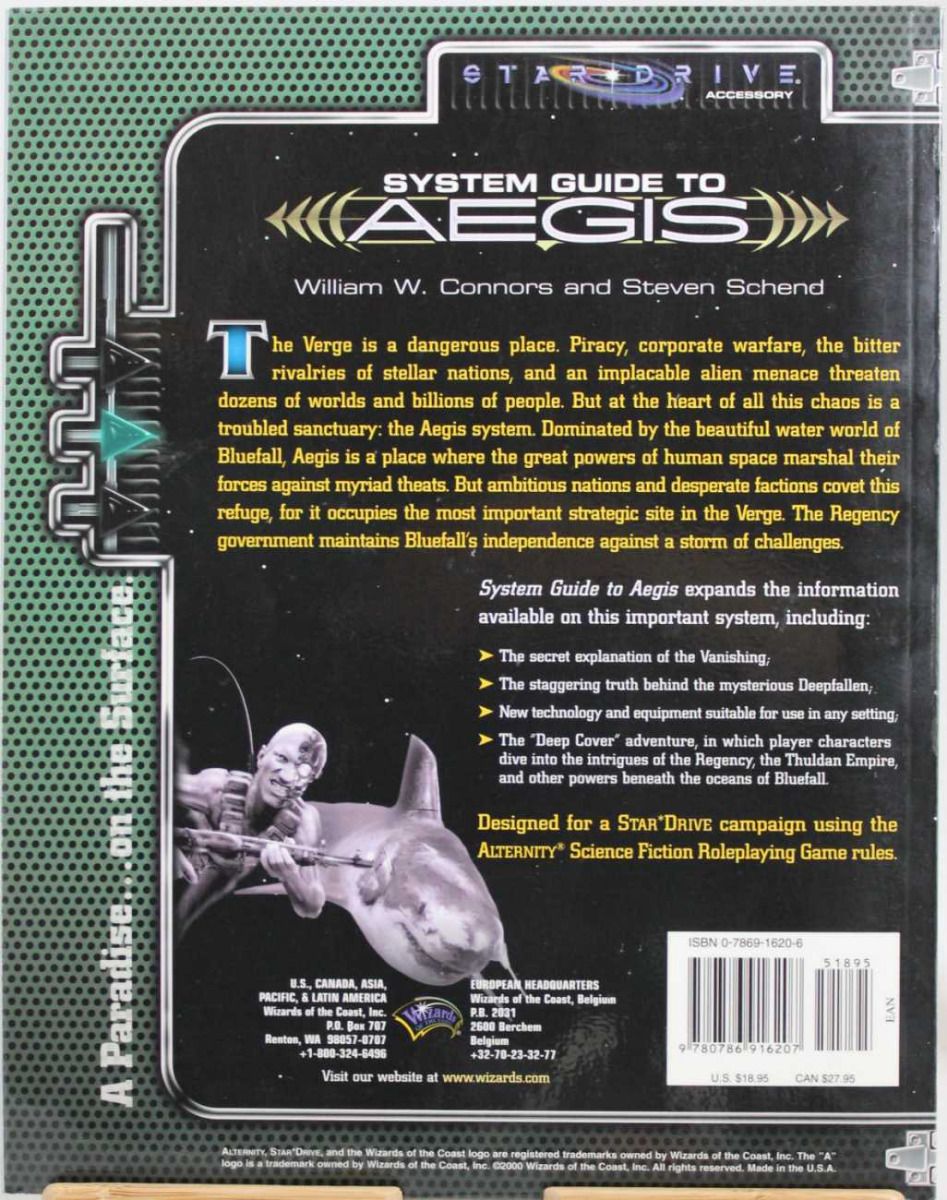 STAR★DRIVE®
ACCESSORY
SYSTEM GUIDE TO
AEGIS
William W. Connors and Steven Schend
The Verge is a dangerous place. Piracy, corporate warfare, the bitter
rivalries of stellar nations, and an implacable alien menace threaten
dozens of worlds and billions of people. But at the heart of all this chaos is a
troubled sanctuary: the Aegis system. Dominated by the beautiful water world of
Bluefall, Aegis is a place where the great powers of human space marshal their
forces against myriad theats. But ambitious nations and desperate factions covet this
refuge, for it occupies the most important strategic site in the Verge. The Regency
government maintains Bluefall's independence against a storm of challenges.
System Guide to Aegis expands the information
available on this important system, including:
➤ The secret explanation of the Vanishing;
➤ The staggering truth behind the mysterious Deepfallen;
➤ New technology and equipment suitable for use in any setting;
➤ The "Deep Cover" adventure, in which player characters
dive into the intrigues of the Regency, the Thuldan Empire,
and other powers beneath the oceans of Bluefall.
Designed for a STAR*DRIVE campaign using the
ALTERNITY® Science Fiction Roleplaying Game rules.
A Paradise... on the Surface.
U.S., CANADA, ASIA,
PACIFIC, & LATIN AMERICA
Wizards of the Coast, Inc.
P.O. Box 707
Renton, WA 98057-0707
+1-800-324-6496
Wizards
OF THE COAST
EUROPEAN HEADQUARTERS
Wizards of the Coast, Belgium
P.B. 2031
2600 Berchem
Belgium
+32-70-23-32-77
Visit our website at www.wizards.com
ISBN 0-7869-1620-6
51895
EAN
9 780786 916207
U.S. $18.95 CAN $27.95
ALTERNITY, STAR*DRIVE, and the Wizards of the Coast logo are registered trademarks owned by Wizards of the Coast, Inc. The "A"
logo is a trademark owned by Wizards of the Coast, Inc. ©2000 Wizards of the Coast, Inc. All rights reserved. Made in the U.S.A.